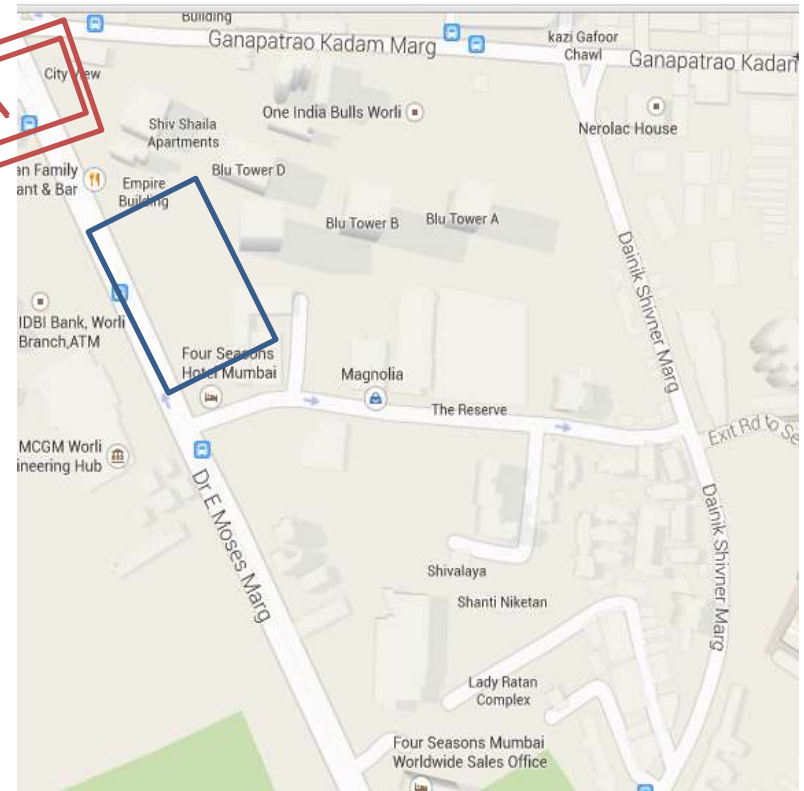 Building
Ganapatrao Kadam Marg
kazi Gafoor
Chawl
Ganapatrao Kadam
City View
One India Bulls Worli
Nerolac House
Shiv Shaila
Apartments
an Family
ant & Bar
Empire
Building
Blu Tower D
Blu Tower B
Blu Tower A
Dainik Shivner Marg
IDBI Bank, Worli
Branch,ATM
Four Seasons
Hotel Mumbai
Magnolia
The Reserve
Exit Rd to Se
MCGM Worli
ineering Hub
Dr E Moses Marg
Dainik Shivner Marg
Shivalaya
Shanti Niketan
Lady Ratan
Complex
Four Seasons Mumbai
Worldwide Sales Office